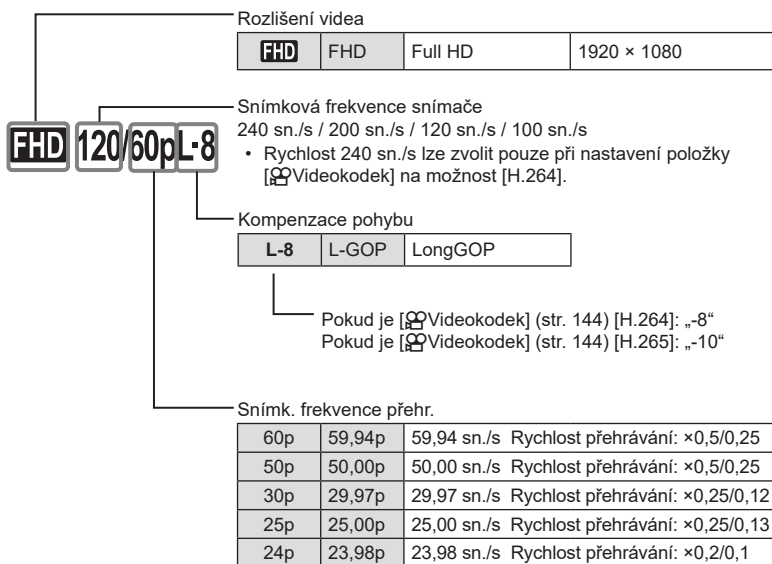 Rozlišení videa
FHD FHD Full HD 1920 × 1080
Snímková frekvence snímače
240 sn./s / 200 sn./s / 120 sn./s / 100 sn./s
• Rychlost 240 sn./s lze zvolit pouze při nastavení položky
[Videokodek] na možnost [H.264].
FHD 120/60pL-8
Kompenzace pohybu
L-8 L-GOP LongGOP
Pokud je [Videokodek] (str. 144) [H.264]: „-8“
Pokud je [Videokodek] (str. 144) [H.265]: „-10“
Snímk. frekvence přehr.
60p 59,94p 59,94 sn./s Rychlost přehrávání: ×0,5/0,25
50p 50,00p 50,00 sn./s Rychlost přehrávání: ×0,5/0,25
30p 29,97p 29,97 sn./s Rychlost přehrávání: ×0,25/0,12
25p 25,00p 25,00 sn./s Rychlost přehrávání: ×0,25/0,13
24p 23,98p 23,98 sn./s Rychlost přehrávání: ×0,2/0,1